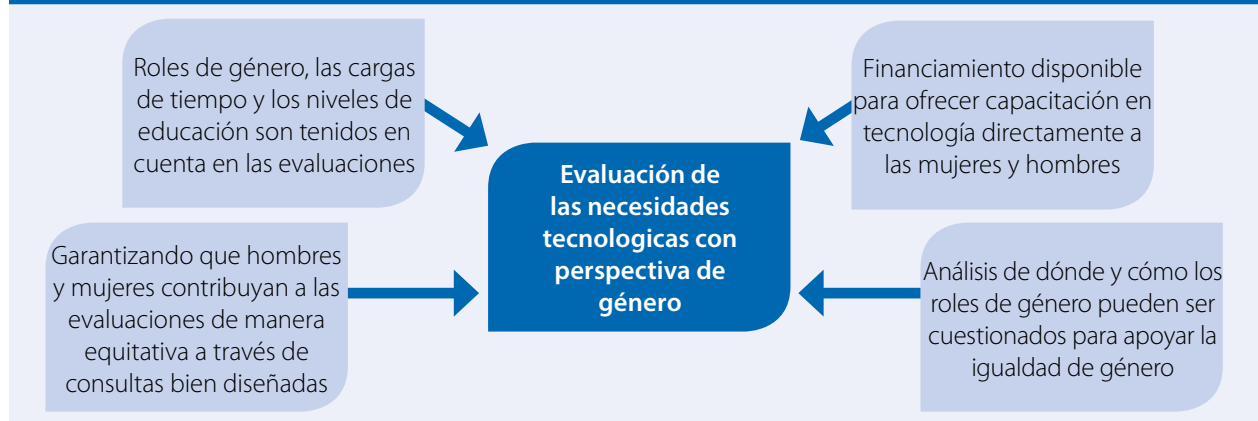 Roles de género, las cargas
de tiempo y los niveles de
educación son tenidos en
cuenta en las evaluaciones
Financiamiento disponible
para ofrecer capacitación en
tecnología directamente a
las mujeres y hombres
Evaluación de
las necesidades
tecnologicas con
perspectiva de
género
Garantizando que hombres
y mujeres contribuyan a las
evaluaciones de manera
equitativa a través de
consultas bien diseñadas
Análisis de dónde y cómo los
roles de género pueden ser
cuestionados para apoyar la
igualdad de género